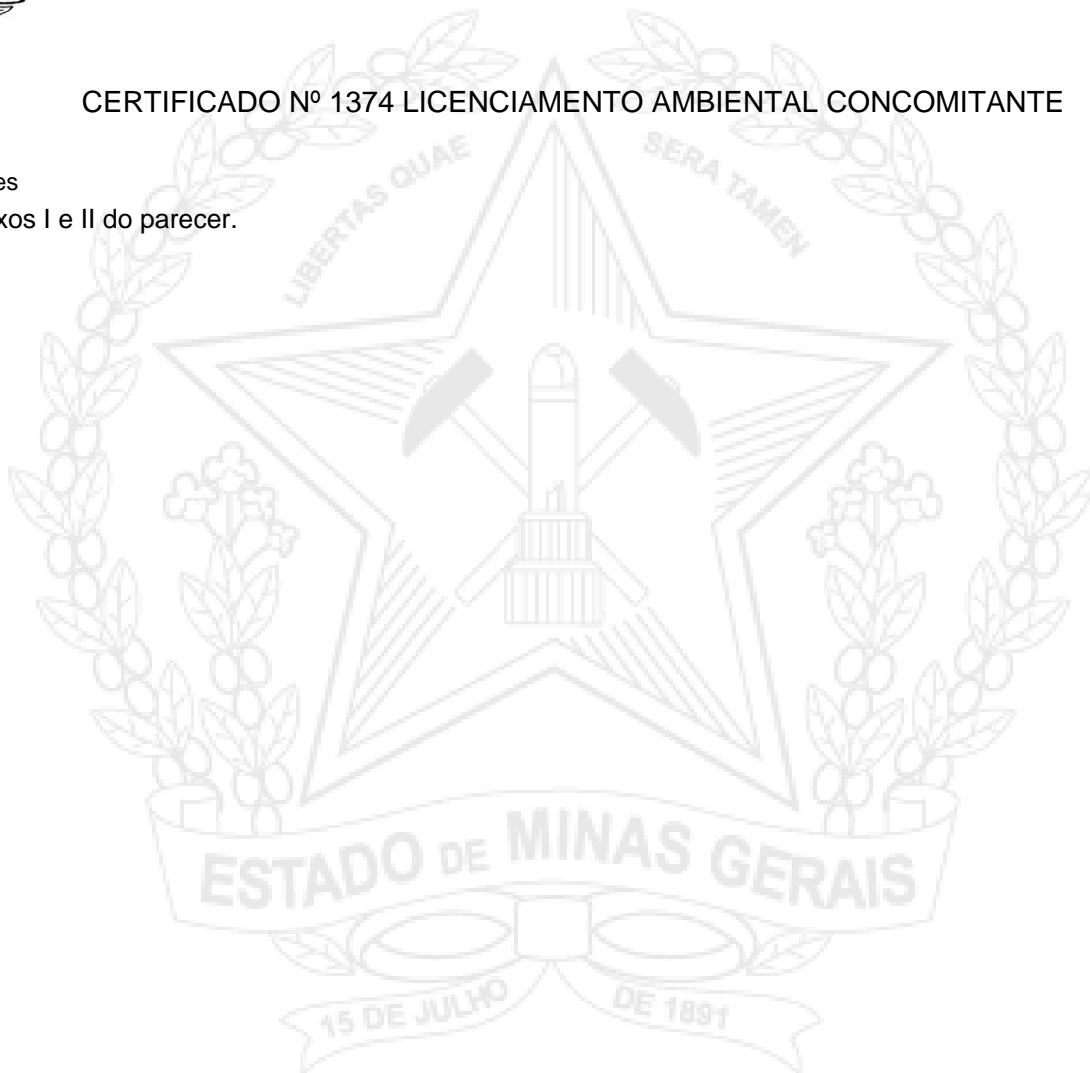 CERTIFICADO Nº 1374 LICENCIAMENTO AMBIENTAL CONCOMITANTE
es
xos I e II do parecer.
LIBERTAS QUAE SERA TAMEN
ESTADO DE MINAS GERAIS
15 DE JULHO DE 1891